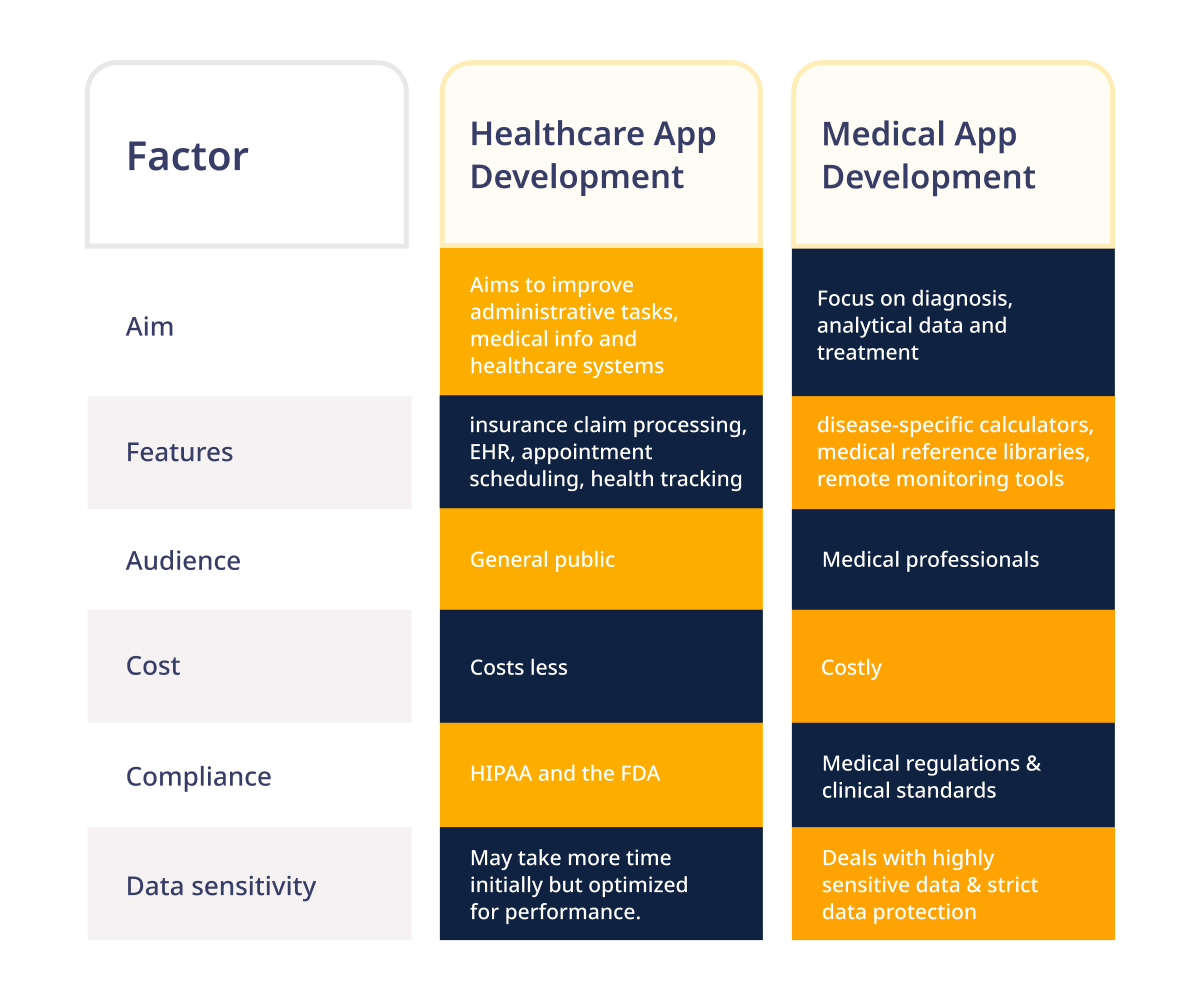 Factor
Healthcare App
Development
Medical App
Development
Aim
Aims to improve
administrative tasks,
medical info and
healthcare systems
Focus on diagnosis,
analytical data and
treatment
Features
insurance claim processing,
EHR, appointment
scheduling, health tracking
disease-specific calculators,
medical reference libraries,
remote monitoring tools
Audience
General public
Medical professionals
Cost
Costs less
Costly
Compliance
HIPAA and the FDA
Medical regulations &
clinical standards
Data sensitivity
May take more time
initially but optimized
for performance.
Deals with highly
sensitive data & strict
data protection